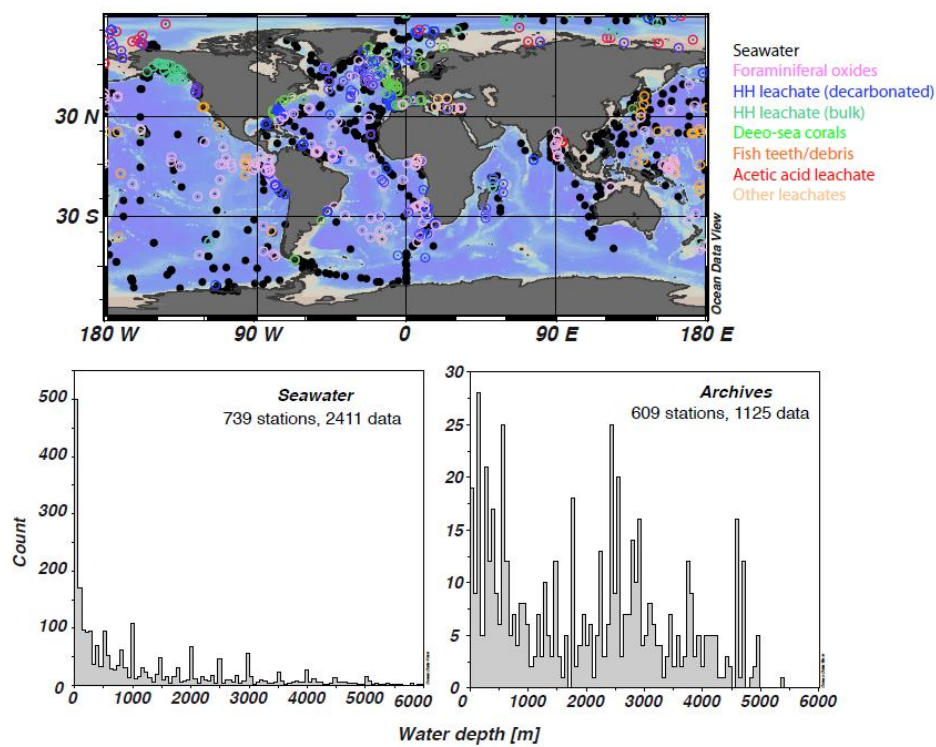 Seawater
Foraminiferal oxides
HH leachate (decarbonated)
HH leachate (bulk)
Deeo-sea corals
Fish teeth/debris
Acetic acid leachate
Other leachates
30 N
30 S
Ocean Data View
180 W
90 W
0
90 E
180 E
Seawater
739 stations, 2411 data
500
400
300
200
100
0
Count
0
1000
2000
3000
4000
5000
6000
Archives
609 stations, 1125 data
30
25
20
15
10
5
0
0
1000
2000
3000
4000
5000
6000
Water depth [m]